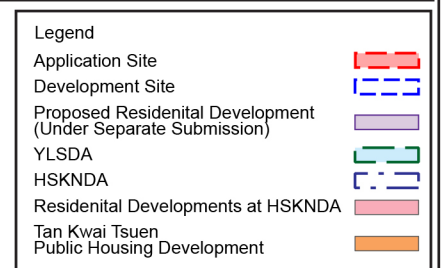 Legend
Application Site
Development Site
Proposed Residenital Development
(Under Separate Submission)
YLSDA
HSKNDA
Residenital Developments at HSKNDA
Tan Kwai Tsuen
Public Housing Development